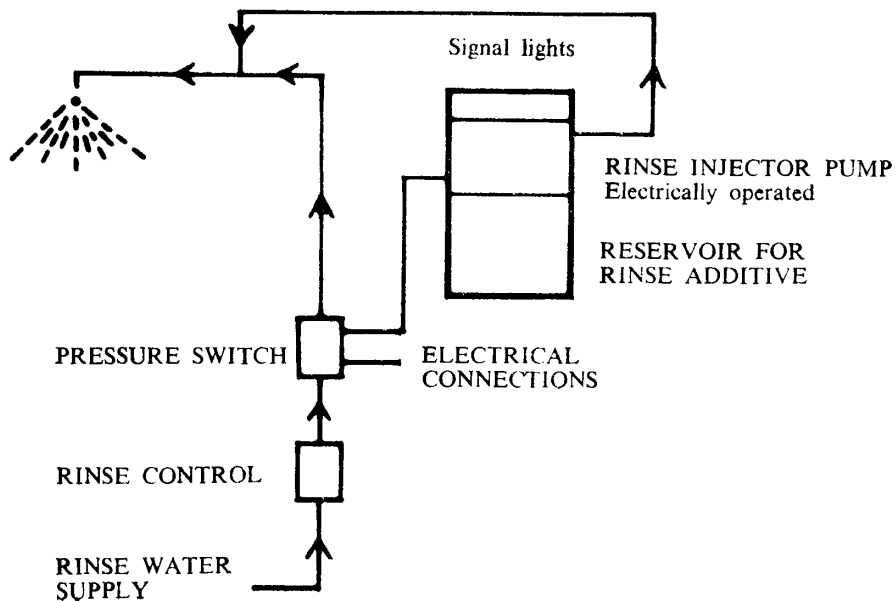 Signal lights
RINSE INJECTOR PUMP
Electrically operated
RESERVOIR FOR
RINSE ADDITIVE
PRESSURE SWITCH
ELECTRICAL
CONNECTIONS
RINSE CONTROL
RINSE WATER
SUPPLY